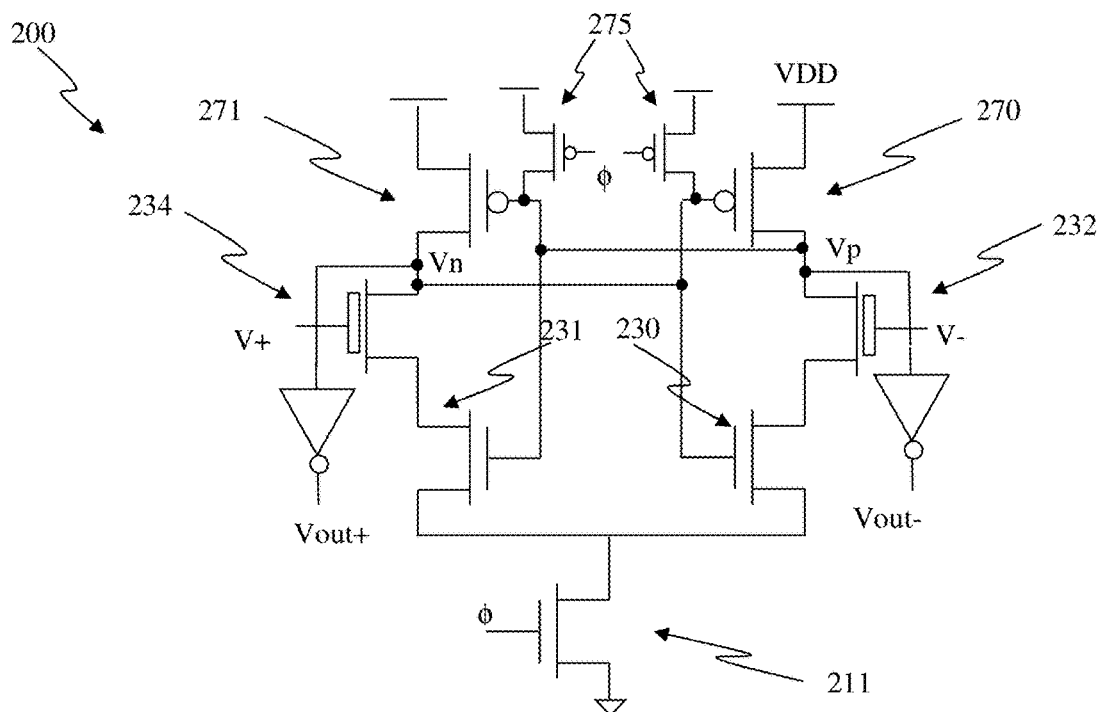 200
275
VDD
271
270
ϕ
234
232
Vn
Vp
V+
231
230
V-
Vout+
Vout-
ϕ
211